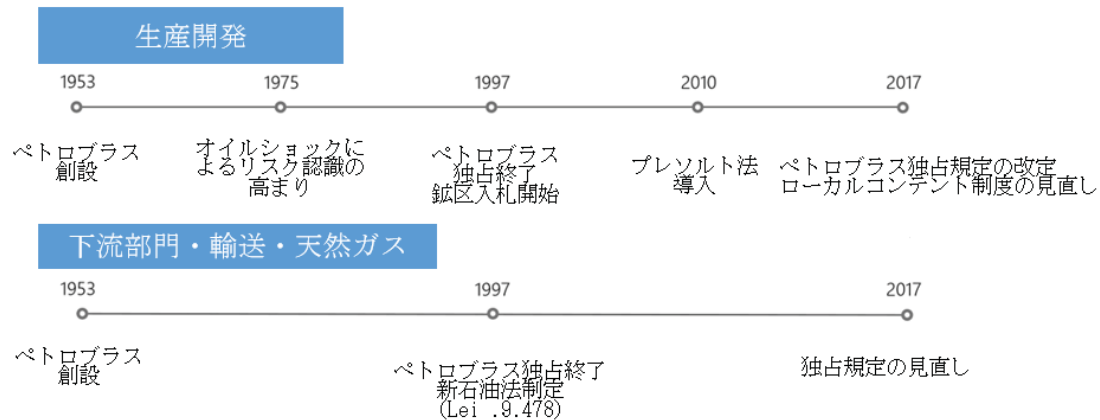 生産開発
1953
1975
1997
2010
2017
ペトロブラス
創設
オイルショックに
よるリスク認識の
高まり
ペトロブラス
独占終了
鉱区入札開始
プレソルト法
導入
ペトロブラス独占規定の改定
ローカルコンテント制度の見直し
下流部門・輸送・天然ガス
1953
1997
2017
ペトロブラス
創設
ペトロブラス独占終了
新石油法制定
(Lei .9.478)
独占規定の見直し